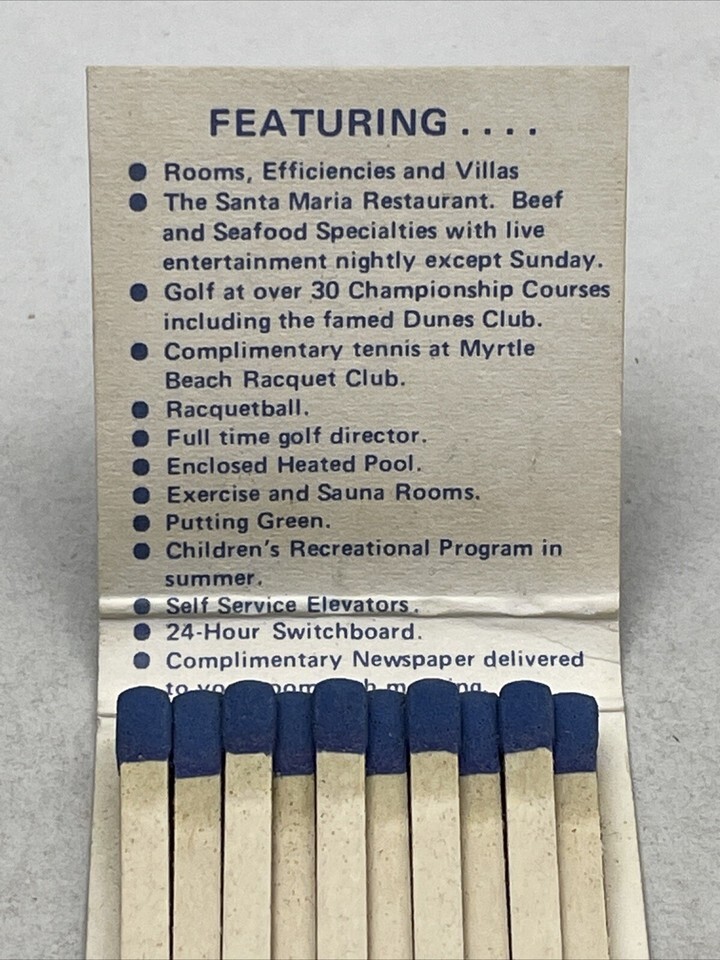 FEATURING....
● Rooms, Efficiencies and Villas
● The Santa Maria Restaurant. Beef
and Seafood Specialties with live
entertainment nightly except Sunday.
● Golf at over 30 Championship Courses
including the famed Dunes Club.
● Complimentary tennis at Myrtle
Beach Racquet Club.
● Racquetball.
● Full time golf director.
● Enclosed Heated Pool.
● Exercise and Sauna Rooms.
● Putting Green.
● Children's Recreational Program in
summer.
● Self Service Elevators.
● 24-Hour Switchboard.
● Complimentary Newspaper delivered
to